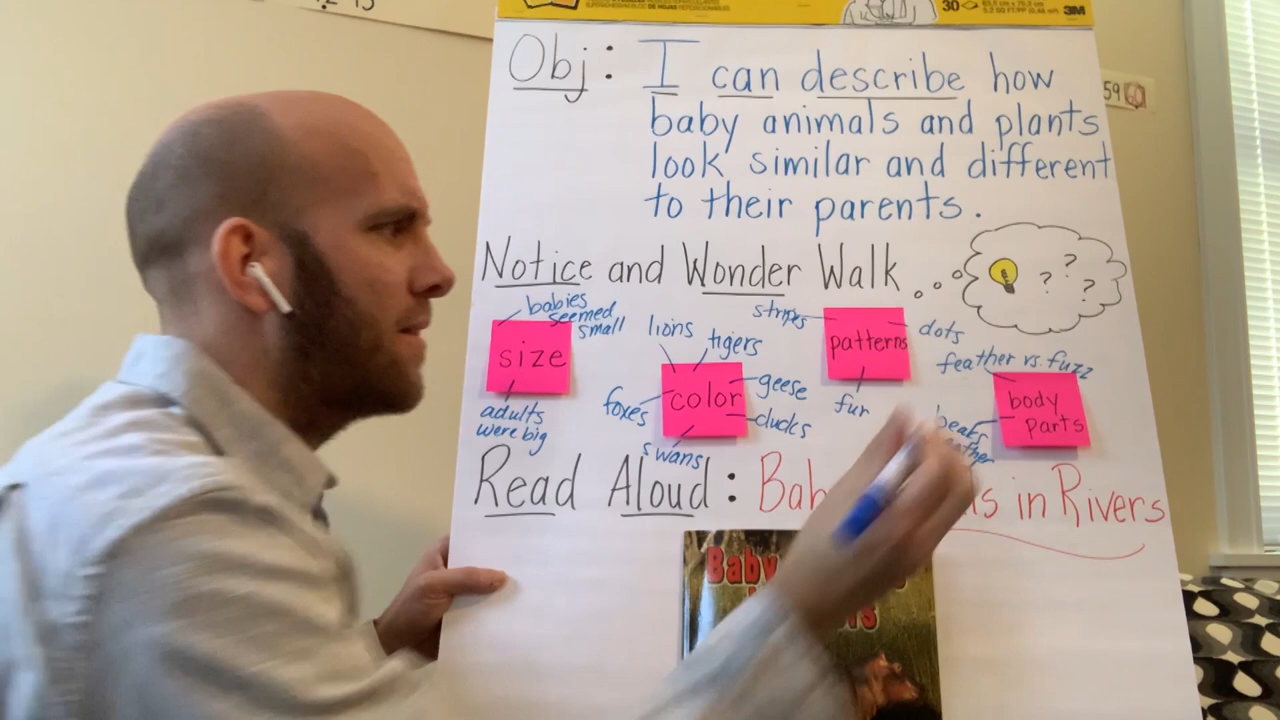 30
3M
59 60
Obj: I can describe how
baby animals and plants
look similar and different
to their parents.
Notice and Wonder Walk
? ? ?
babies
seemed
small
size
adults
were big
lions
tigers
geese
foxes
color
ducks
swans
stripes
dots
patterns
fur
feather vs. fuzz
body
parts
beaks
Read Aloud: in Rivers
Baby